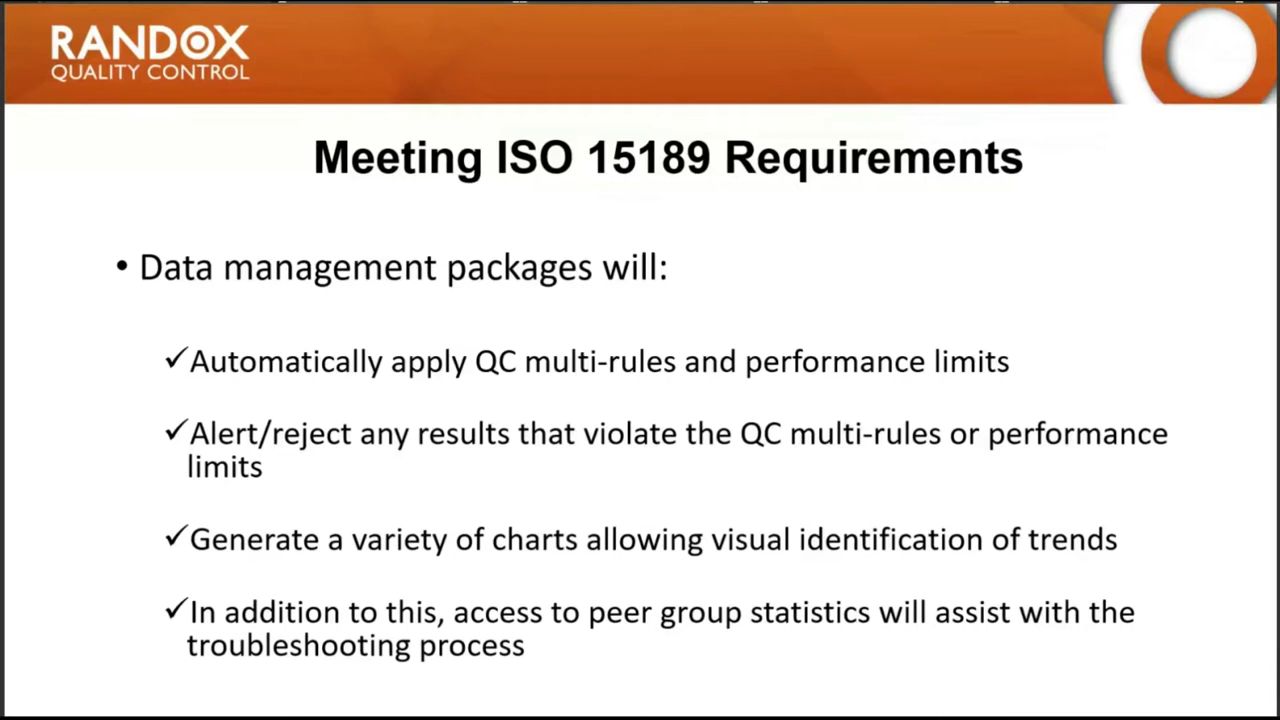 RANDOX
QUALITY CONTROL
Meeting ISO 15189 Requirements
• Data management packages will:
✓Automatically apply QC multi-rules and performance limits
✓Alert/reject any results that violate the QC multi-rules or performance
limits
✓Generate a variety of charts allowing visual identification of trends
✓In addition to this, access to peer group statistics will assist with the
troubleshooting process